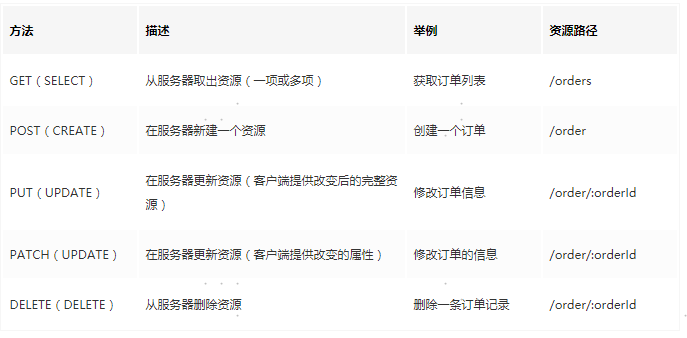 方法 描述 举例 资源路径
GET（SELECT） 从服务器取出资源（一项或多项） 获取订单列表 /orders
POST（CREATE） 在服务器新建一个资源 创建一个订单 /order
PUT（UPDATE） 在服务器更新资源（客户端提供改变后的完整资 修改订单信息 /order/:orderId
源）
PATCH（UPDATE） 在服务器更新资源（客户端提供改变的属性） 修改订单的信息 /order/:orderId
DELETE（DELETE） 从服务器删除资源 删除一条订单记录 /order/:orderId